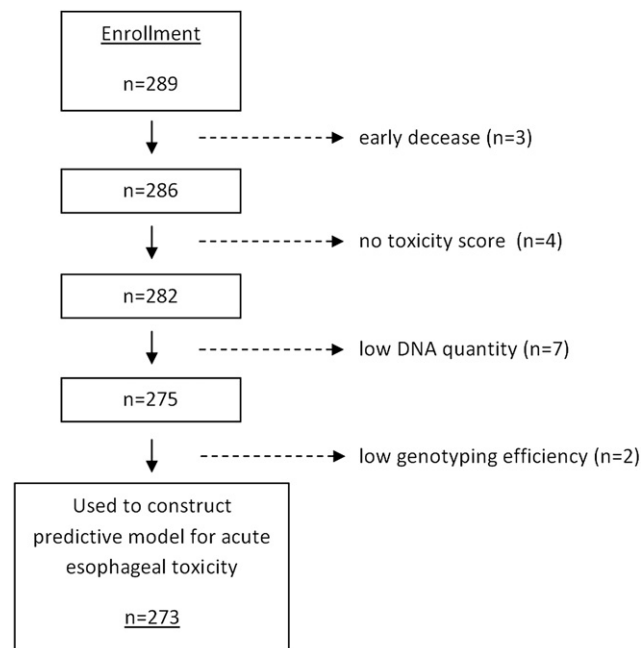 Enrollment
n=289
early decease (n=3)
n=286
no toxicity score (n=4)
n=282
low DNA quantity (n=7)
n=275
low genotyping efficiency (n=2)
Used to construct
predictive model for acute
esophageal toxicity
n=273